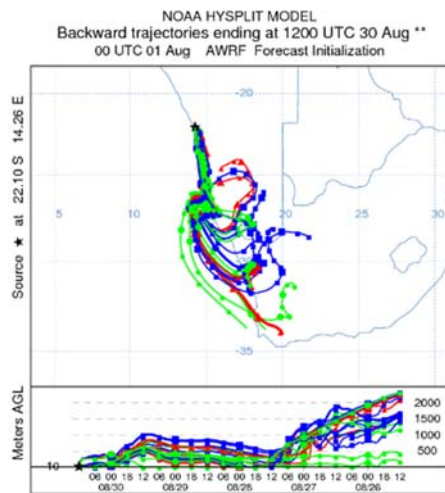 NOAA HYSPLIT MODEL
Backward trajectories ending at 1200 UTC 30 Aug **
00 UTC 01 Aug AWRF Forecast Initialization
Source ★ at 22.10 S 14.26 E
-20
5 10 15 20 25 30
-35
Meters AGL
2000
1500
1000
500
10
06 00 18 12 06 00 18 12 06 00 18 12 06 00 18 12 06 00 18 12
08/30 08/29 08/28 08/27 08/26